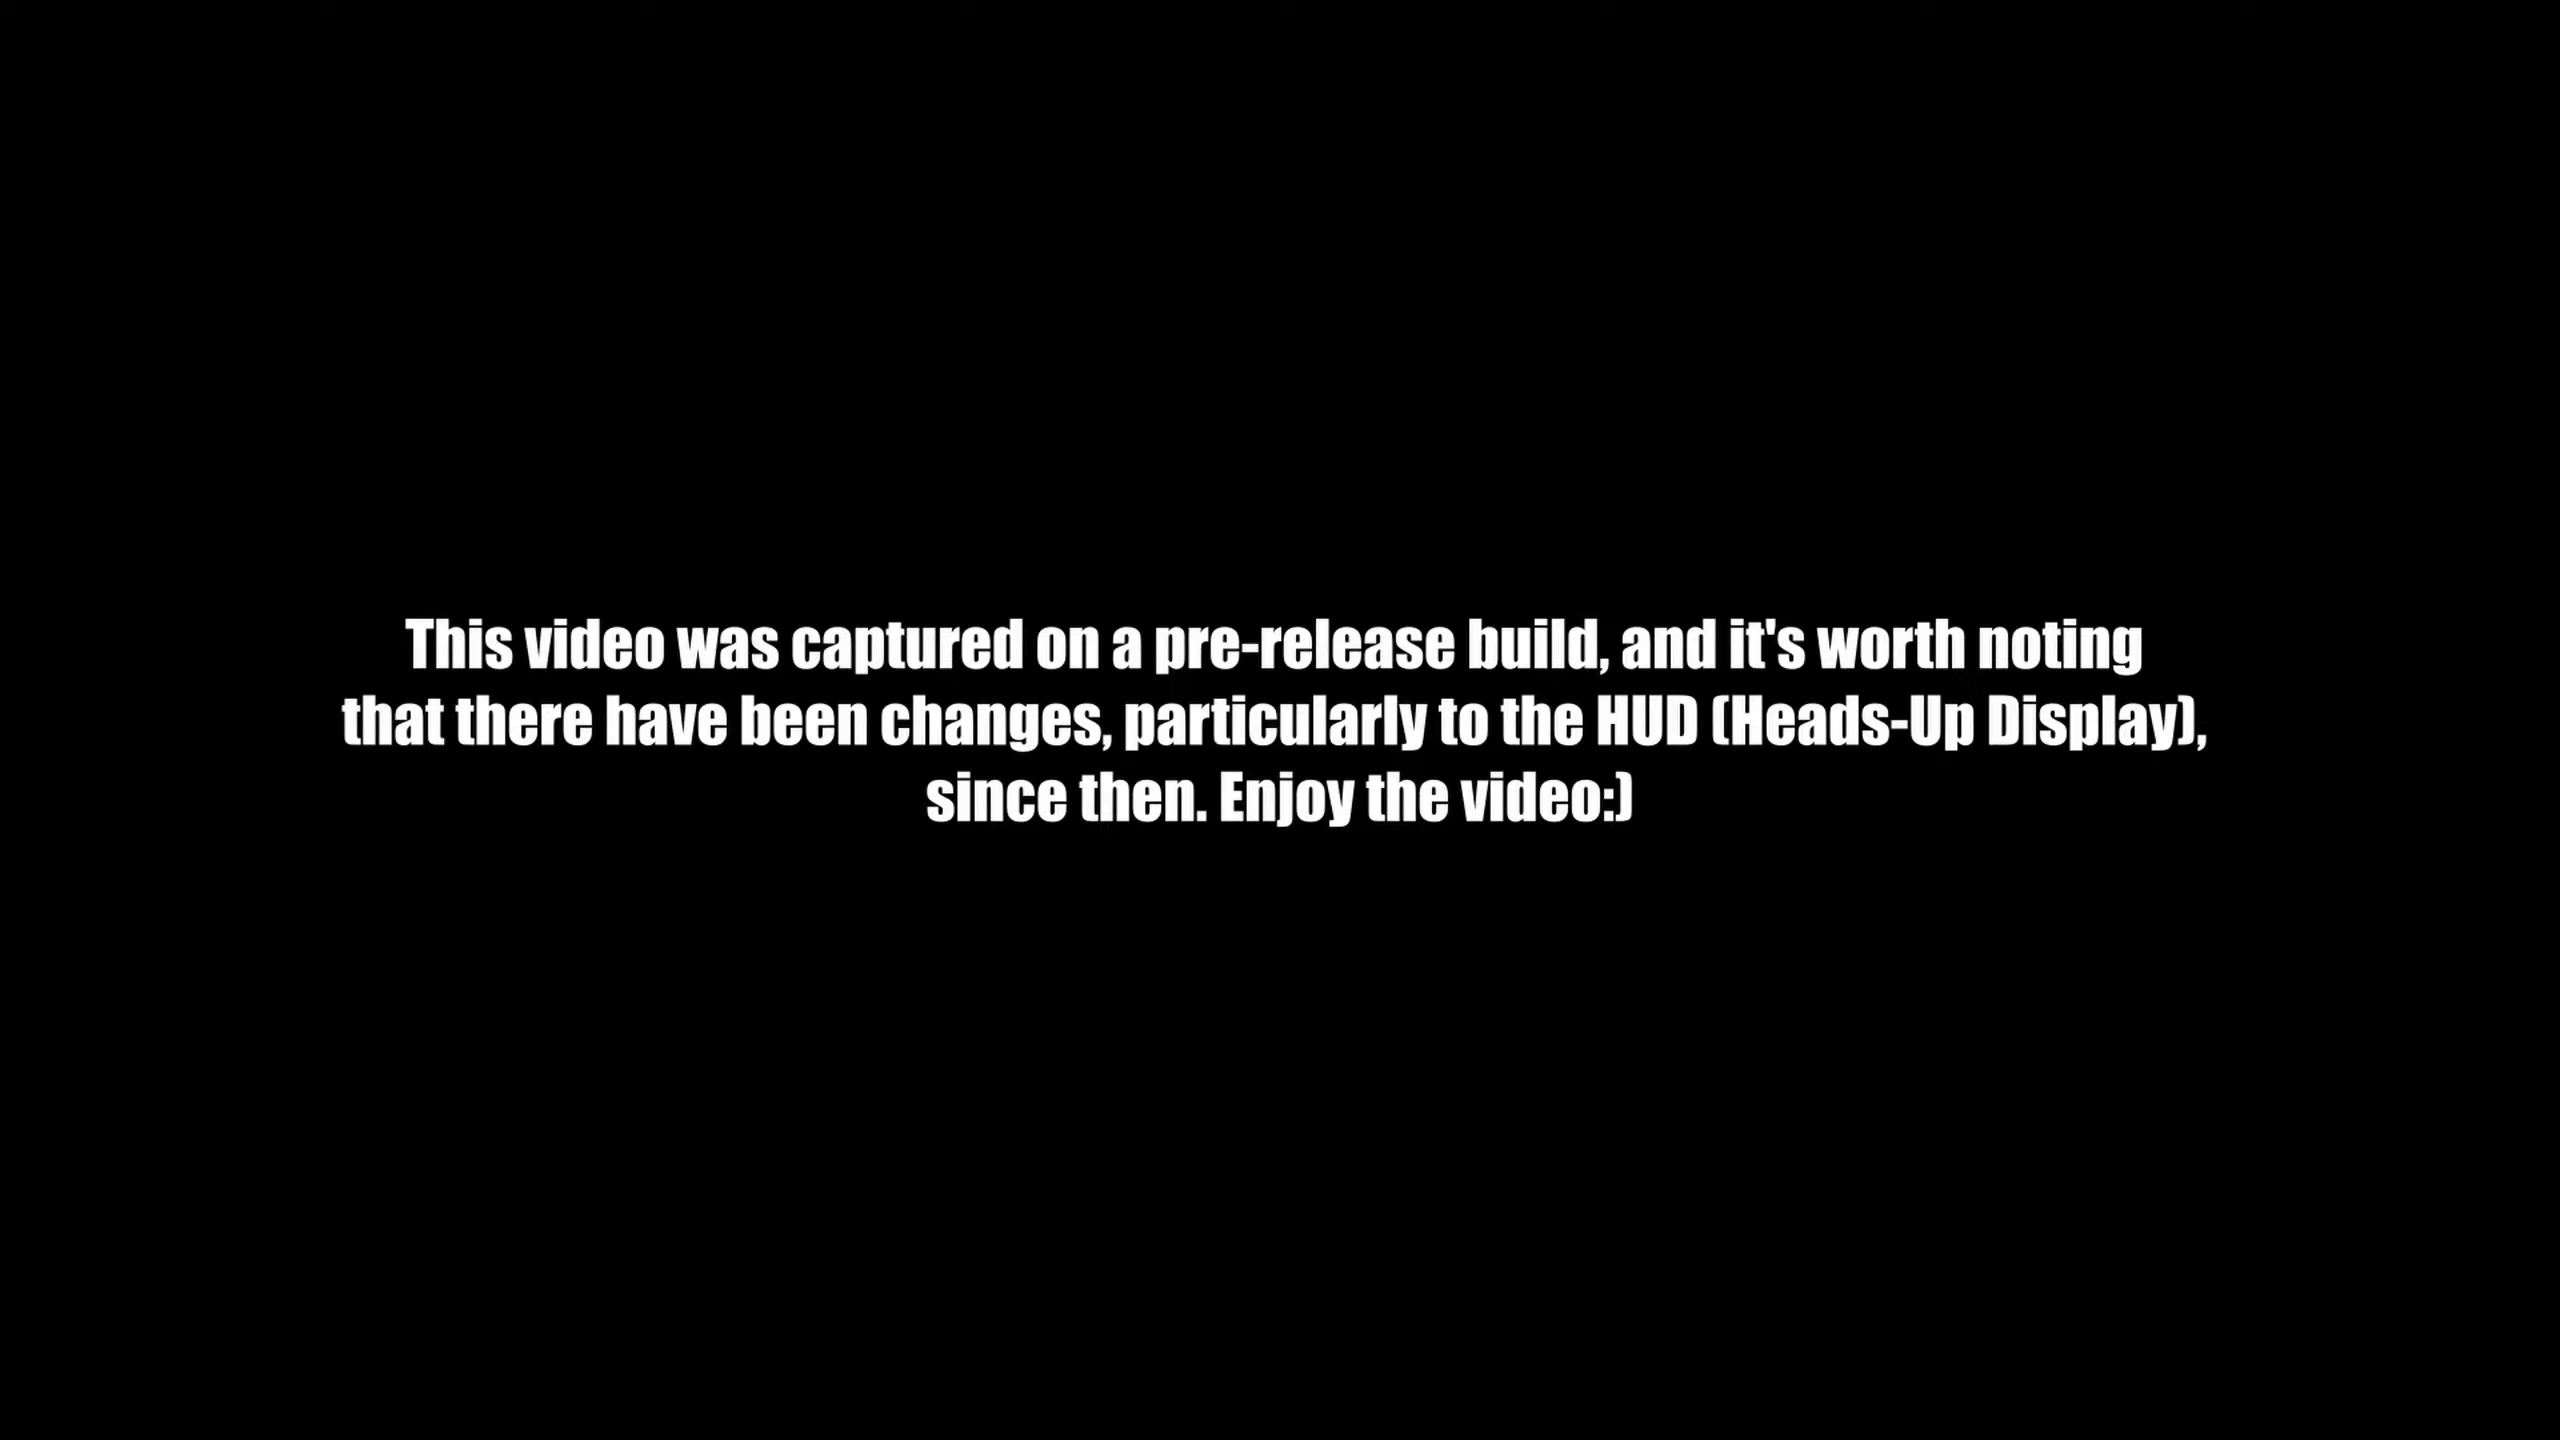 This video was captured on a pre-release build, and it's worth noting
that there have been changes, particularly to the HUD (Heads-Up Display),
since then. Enjoy the video:)